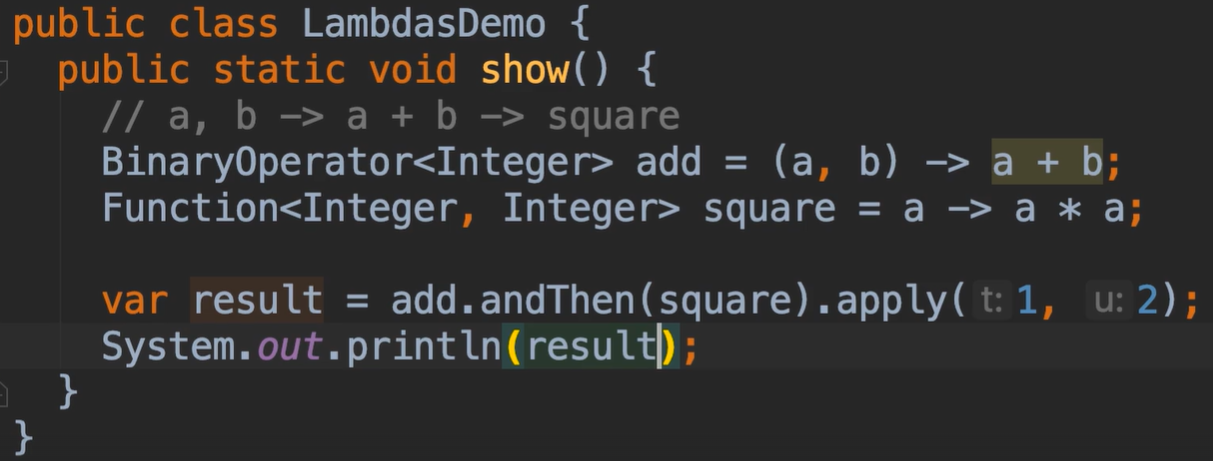 public class LambdasDemo {
public static void show() {
// a, b -> a + b -> square
BinaryOperator<Integer> add = (a, b) -> a + b;
Function<Integer, Integer> square = a -> a * a;
var result = add.andThen(square).apply( t: 1, u: 2);
System.out.println(result);
}
}